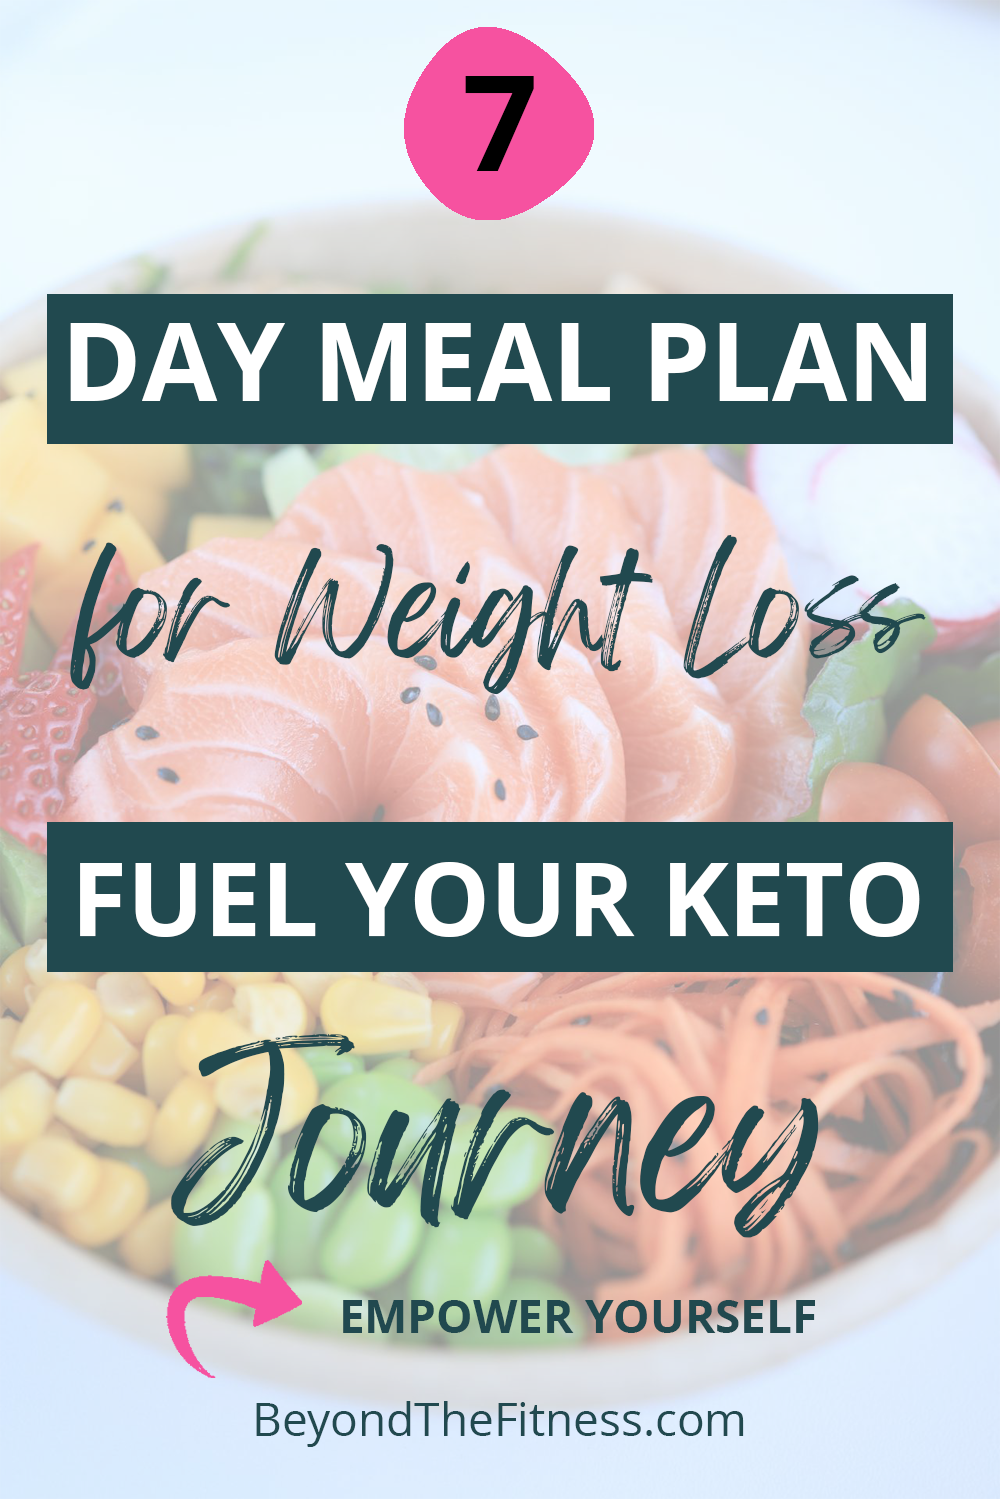 7
DAY MEAL PLAN
for Weight Loss
FUEL YOUR KETO
Journey
EMPOWER YOURSELF
BeyondTheFitness.com